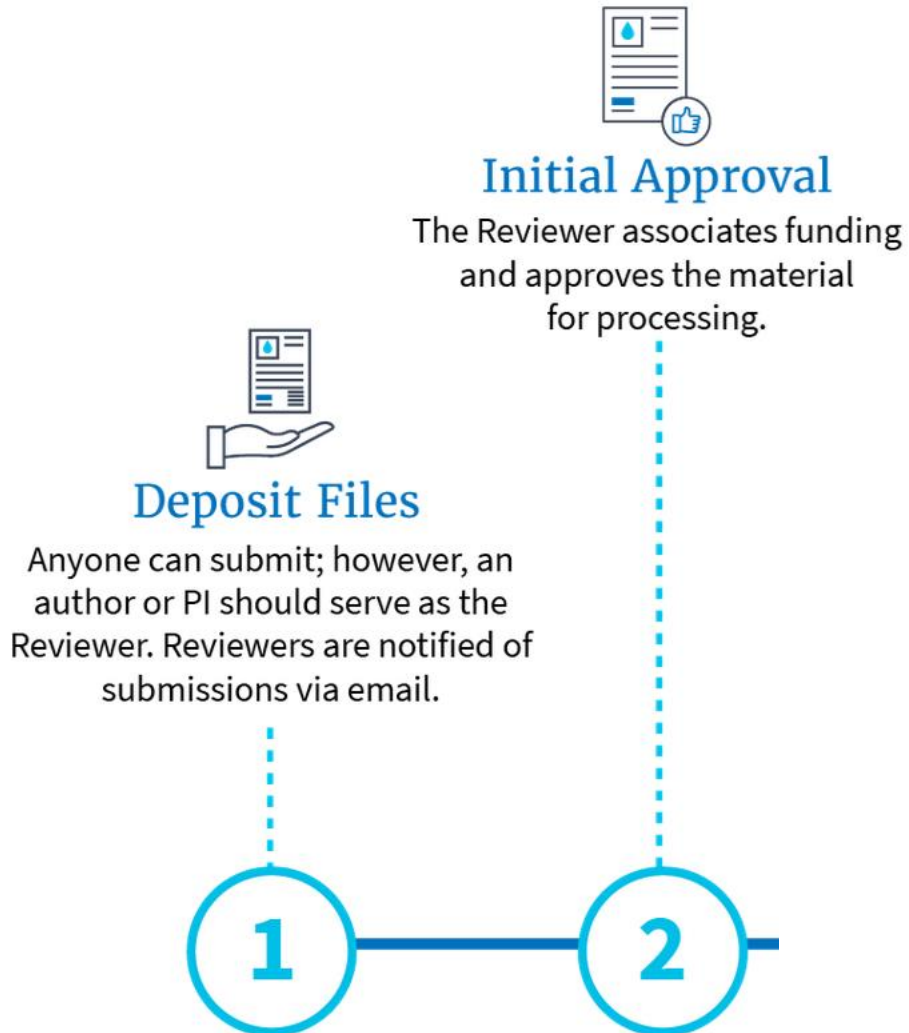 Initial Approval
The Reviewer associates funding
and approves the material
for processing.
Deposit Files
Anyone can submit; however, an
author or PI should serve as the
Reviewer. Reviewers are notified of
submissions via email.
1
2